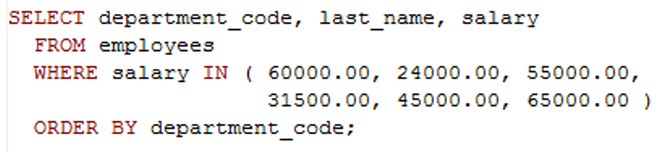 SELECT department_code, last_name, salary
FROM employees
WHERE salary IN ( 60000.00, 24000.00, 55000.00,
31500.00, 45000.00, 65000.00 )
ORDER BY department_code;